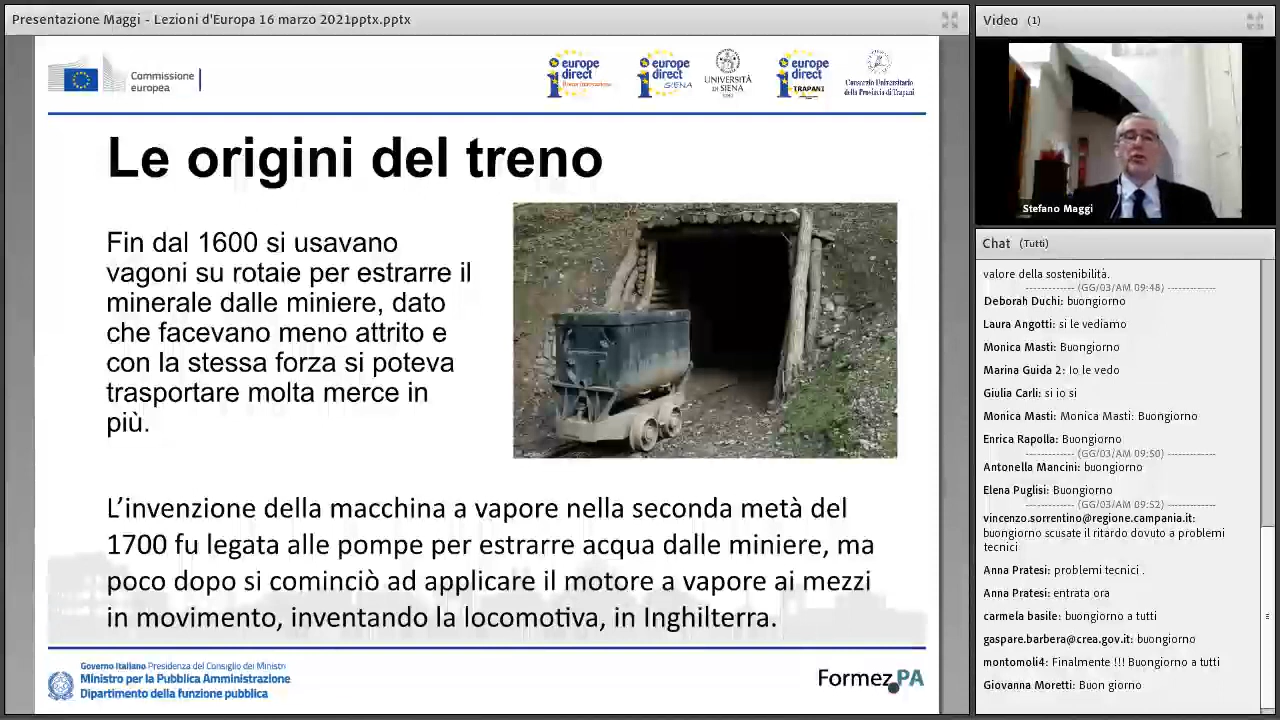 Presentazione Maggi - Lezioni d'Europa 16 marzo 2021pptx.pptx
Commissione
europea
europe
direct
europe
direct
SIENA
UNIVERSITÀ
DI SIENA
1240
europe
direct
TRAPANI
Consorzio Universitario
della Provincia di Trapani
Le origini del treno
Fin dal 1600 si usavano
vagoni su rotaie per estrarre il
minerale dalle miniere, dato
che facevano meno attrito e
con la stessa forza si poteva
trasportare molta merce in
più.
L’invenzione della macchina a vapore nella seconda metà del
1700 fu legata alle pompe per estrarre acqua dalle miniere, ma
poco dopo si cominciò ad applicare il motore a vapore ai mezzi
in movimento, inventando la locomotiva, in Inghilterra.
Governo Italiano Presidenza del Consiglio dei Ministri
Ministro per la Pubblica Amministrazione
Dipartimento della funzione pubblica
Formez PA
Video (1)
Stefano Maggi
Chat (Tutti)
valore della sostenibilità.
------------- (GG/03/AM 09:48) -------------
Deborah Duchi: buongiorno
Laura Angotti: si le vediamo
Monica Masti: Buongiorno
Marina Guida 2: Io le vedo
Giulia Carli: si io si
Monica Masti: Monica Masti: Buongiorno
Enrica Rapolla: Buongiorno
------------- (GG/03/AM 09:50) -------------
Antonella Mancini: buongiorno
Elena Puglisi: Buongiorno
------------- (GG/03/AM 09:52) -------------
vincenzo.sorrentino@regione.campania.it:
buongiorno scusate il ritardo dovuto a problemi
tecnici
Anna Pratesi: problemi tecnici .
Anna Pratesi: entrata ora
carmela basile: buongiorno a tutti
gaspare.barbera@crea.gov.it: buongiorno
montomoli4: Finalmente !!! Buongiorno a tutti
Giovanna Moretti: Buon giorno